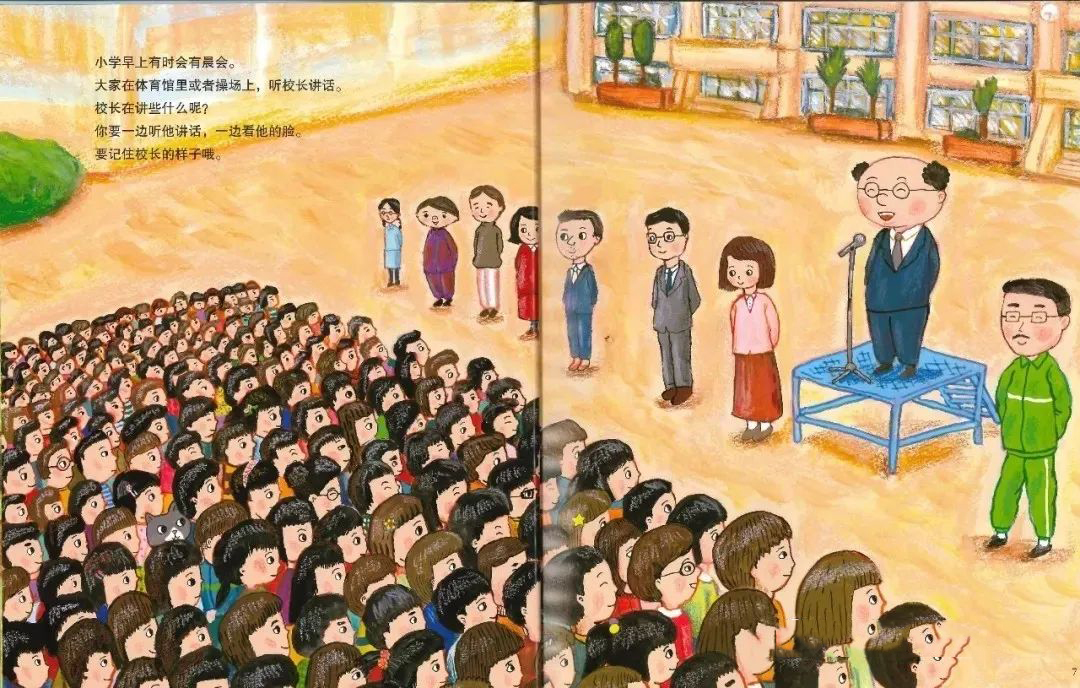 小学早上有时会有晨会。
大家在体育馆里或者操场上，听校长讲话。
校长在讲些什么呢？
你要一边听他讲话，一边看他的脸。
要记住校长的样子哦。
7